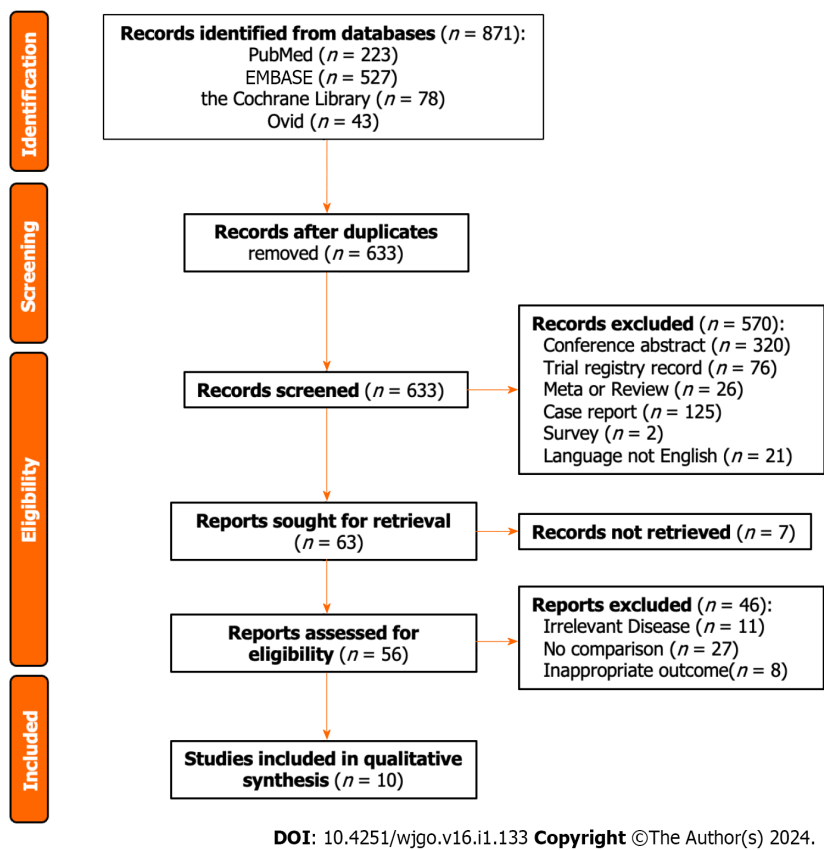 Identification
Records identified from databases (n = 871):
PubMed (n = 223)
EMBASE (n = 527)
the Cochrane Library (n = 78)
Ovid (n = 43)
Screening
Records after duplicates
removed (n = 633)
Eligibility
Records screened (n = 633)
Records excluded (n = 570):
Conference abstract (n = 320)
Trial registry record (n = 76)
Meta or Review (n = 26)
Case report (n = 125)
Survey (n = 2)
Language not English (n = 21)
Reports sought for retrieval
(n = 63)
Records not retrieved (n = 7)
Reports assessed for
eligibility (n = 56)
Reports excluded (n = 46):
Irrelevant Disease (n = 11)
No comparison (n = 27)
Inappropriate outcome(n = 8)
Included
Studies included in qualitative
synthesis (n = 10)
DOI: 10.4251/wjgo.v16.i1.133 Copyright ©The Author(s) 2024.